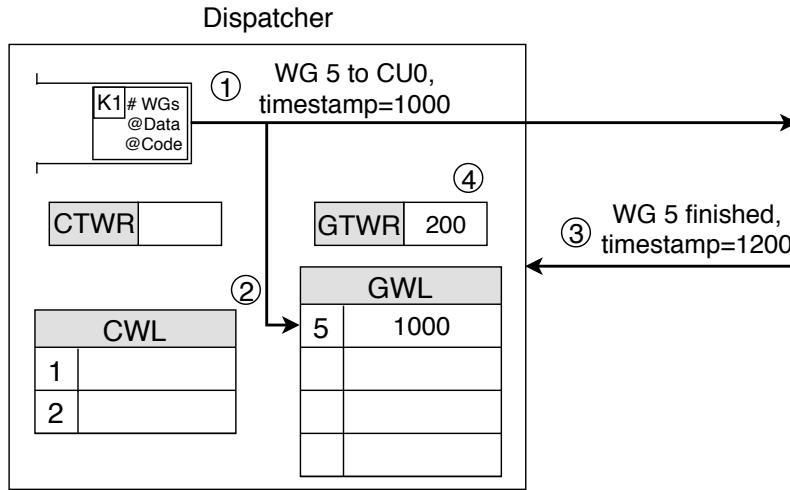 Dispatcher
K1 # WGs
@Data
@Code
1 WG 5 to CU0,
timestamp=1000
4
CTWR
GTWR 200
3 WG 5 finished,
timestamp=1200
2
GWL
5 1000
CWL
1
2